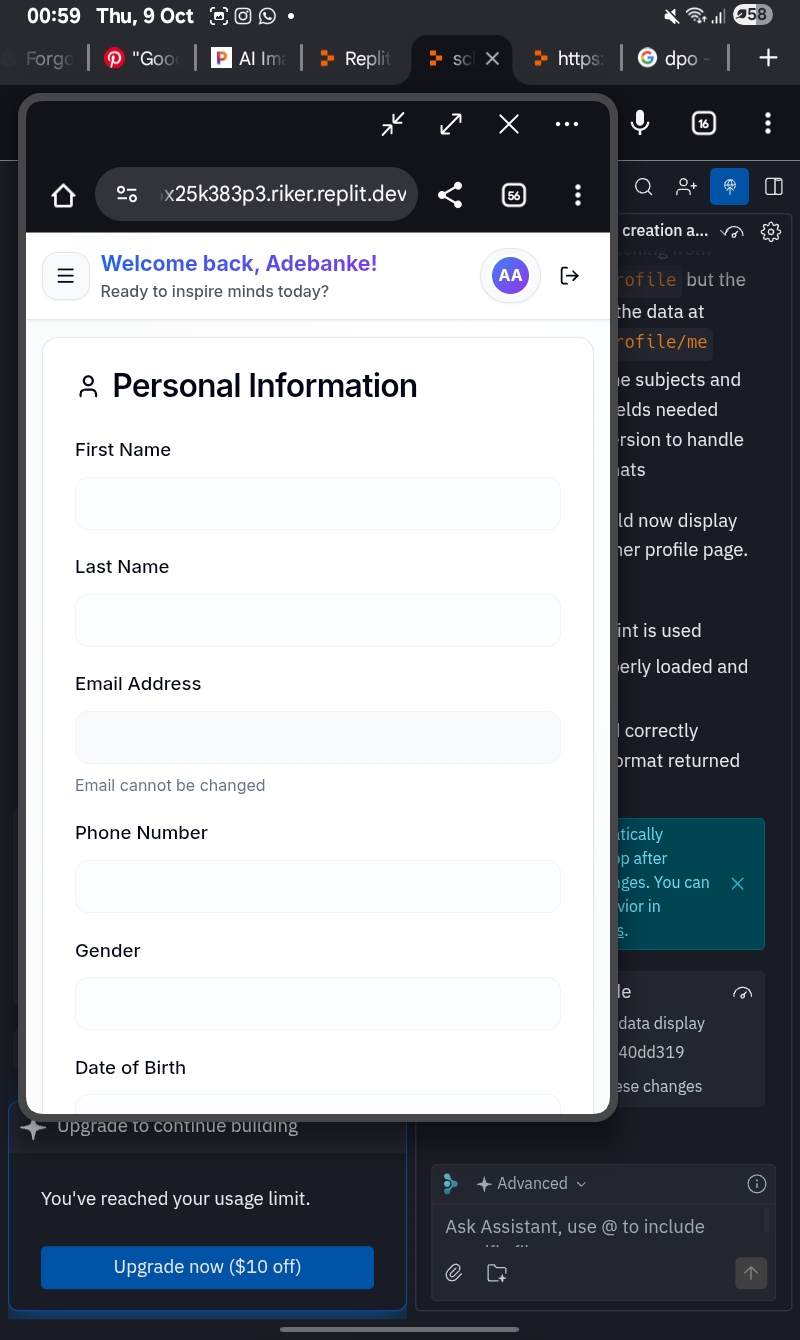 00:59 Thu, 9 Oct
58
Forgo
"Goo
AI Im
Replit
sc
https:
dpo -
16
x25k383p3.riker.replit.dev
56
Welcome back, Adebanke!
Ready to inspire minds today?
AA
Personal Information
First Name
Last Name
Email Address
Email cannot be changed
Phone Number
Gender
Date of Birth
creation a...
rofile but the
the data at
rofile/me
e subjects and
elds needed
ersion to handle
ats
ld now display
her profile page.
int is used
erly loaded and
correctly
ormat returned
atically
pp after
nges. You can
vior in
s.
le
data display
40dd319
ese changes
Upgrade to continue building
You've reached your usage limit.
Upgrade now ($10 off)
Advanced
Ask Assistant, use @ to include